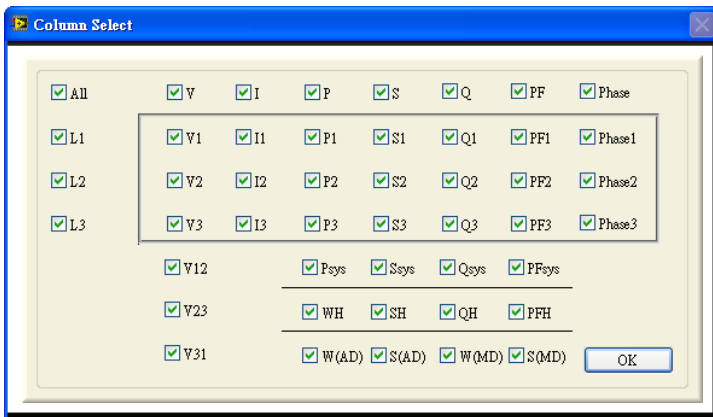 Column Select
All V I P S Q PF Phase
L1 V1 I1 P1 S1 Q1 PF1 Phase1
L2 V2 I2 P2 S2 Q2 PF2 Phase2
L3 V3 I3 P3 S3 Q3 PF3 Phase3
V12 Psys Ssys Qsys PFsys
V23 WH SH QH PFH
V31 W(AD) S(AD) W(MD) S(MD) OK